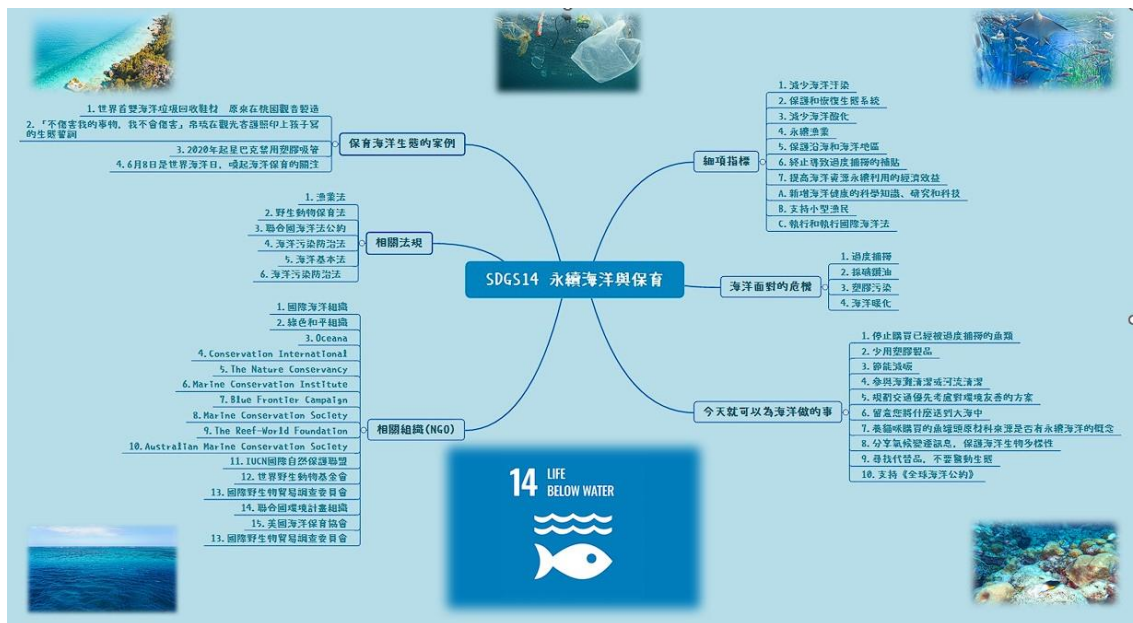 SDGS14 永續海洋與保育
保育海洋生態的案例
1. 世界首雙海洋垃圾回收鞋材 原來在桃園觀音製造
2. 「不傷害我的事物，我不會傷害」帛琉在觀光客護照印上孩子寫
的生態誓詞
3. 2020年起星巴克禁用塑膠吸管
4. 6月8日是世界海洋日，喚起海洋保育的關注
相關法規
1. 漁業法
2. 野生動物保育法
3. 聯合國海洋法公約
4. 海洋污染防治法
5. 海洋基本法
6. 海洋污染防治法
相關組織(NGO)
1. 國際海洋組織
2. 綠色和平組織
3. Oceana
4. Conservation International
5. The Nature Conservancy
6. Marine Conservation Institute
7. Blue Frontier Campaign
8. Marine Conservation Society
9. The Reef-World Foundation
10. Australian Marine Conservation Society
11. IUCN國際自然保護聯盟
12. 世界野生動物基金會
13. 國際野生物貿易調查委員會
14. 聯合國環境計畫組織
15. 美國海洋保育協會
13. 國際野生物貿易調查委員會
細項指標
1. 減少海洋汙染
2. 保護和恢復生態系統
3. 減少海洋酸化
4. 永續漁業
5. 保護沿海和海洋地區
6. 終止導致過度捕撈的補貼
7. 提高海洋資源永續利用的經濟效益
A. 新增海洋健康的科學知識、研究和科技
B. 支持小型漁民
C. 執行和執行國際海洋法
海洋面對的危機
1. 過度捕撈
2. 採礦鑽油
3. 塑膠污染
4. 海洋暖化
今天就可以為海洋做的事
1. 停止購買已經被過度捕撈的魚類
2. 少用塑膠製品
3. 節能減碳
4. 參與海灘清潔或河流清潔
5. 規劃交通優先考慮對環境友善的方案
6. 留意您將什麼送到大海中
7. 養貓咪購買的魚罐頭原材料來源是否有永續海洋的概念
8. 分享氣候變遷訊息，保護海洋生物多樣性
9. 尋找代替品，不要驚動生態
10. 支持《全球海洋公約》
14 LIFE
BELOW WATER